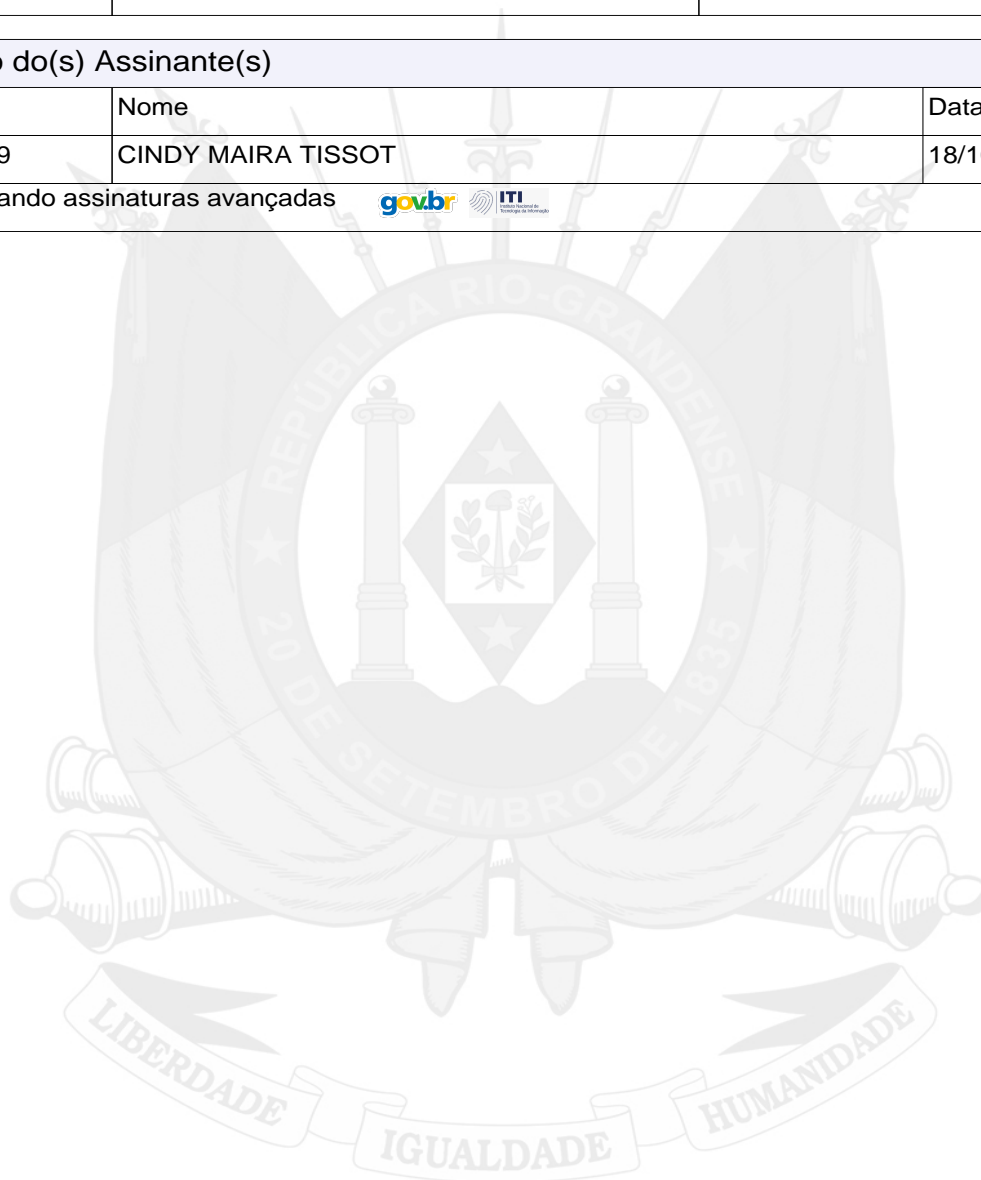 o do(s) Assinante(s)
Nome Data
9 CINDY MAIRA TISSOT 18/1
ando assinaturas avançadas gov.br ITI
REPÚBLICA RIO-GRANDENSE
20 DE SETEMBRO DE 1835
LIBERDADE IGUALDADE HUMANIDADE